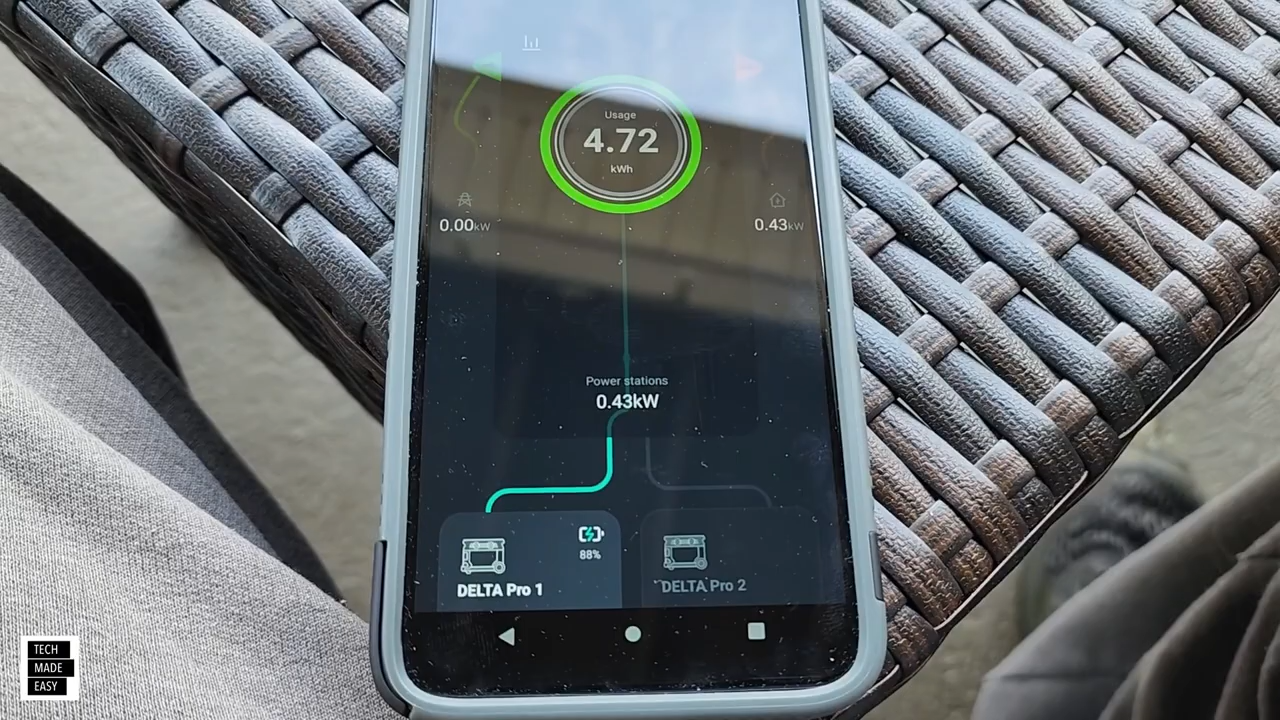 Usage
4.72
kWh
0.00kW
0.43kW
Power stations
0.43kW
88%
DELTA Pro 1
DELTA Pro 2
TECH
MADE
EASY